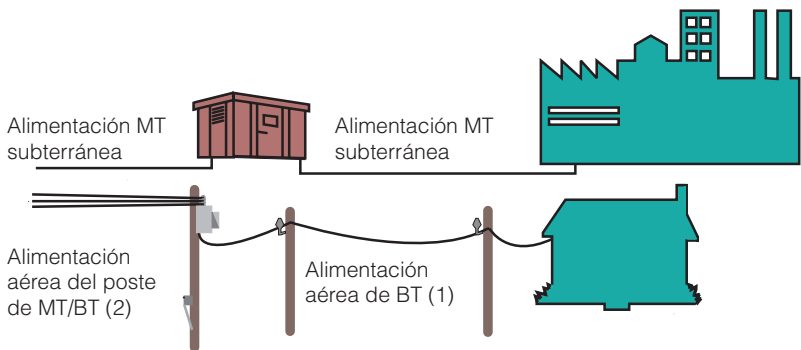 Alimentación MT
subterránea
Alimentación MT
subterránea
Alimentación
aérea del poste
de MT/BT (2)
Alimentación
aérea de BT (1)